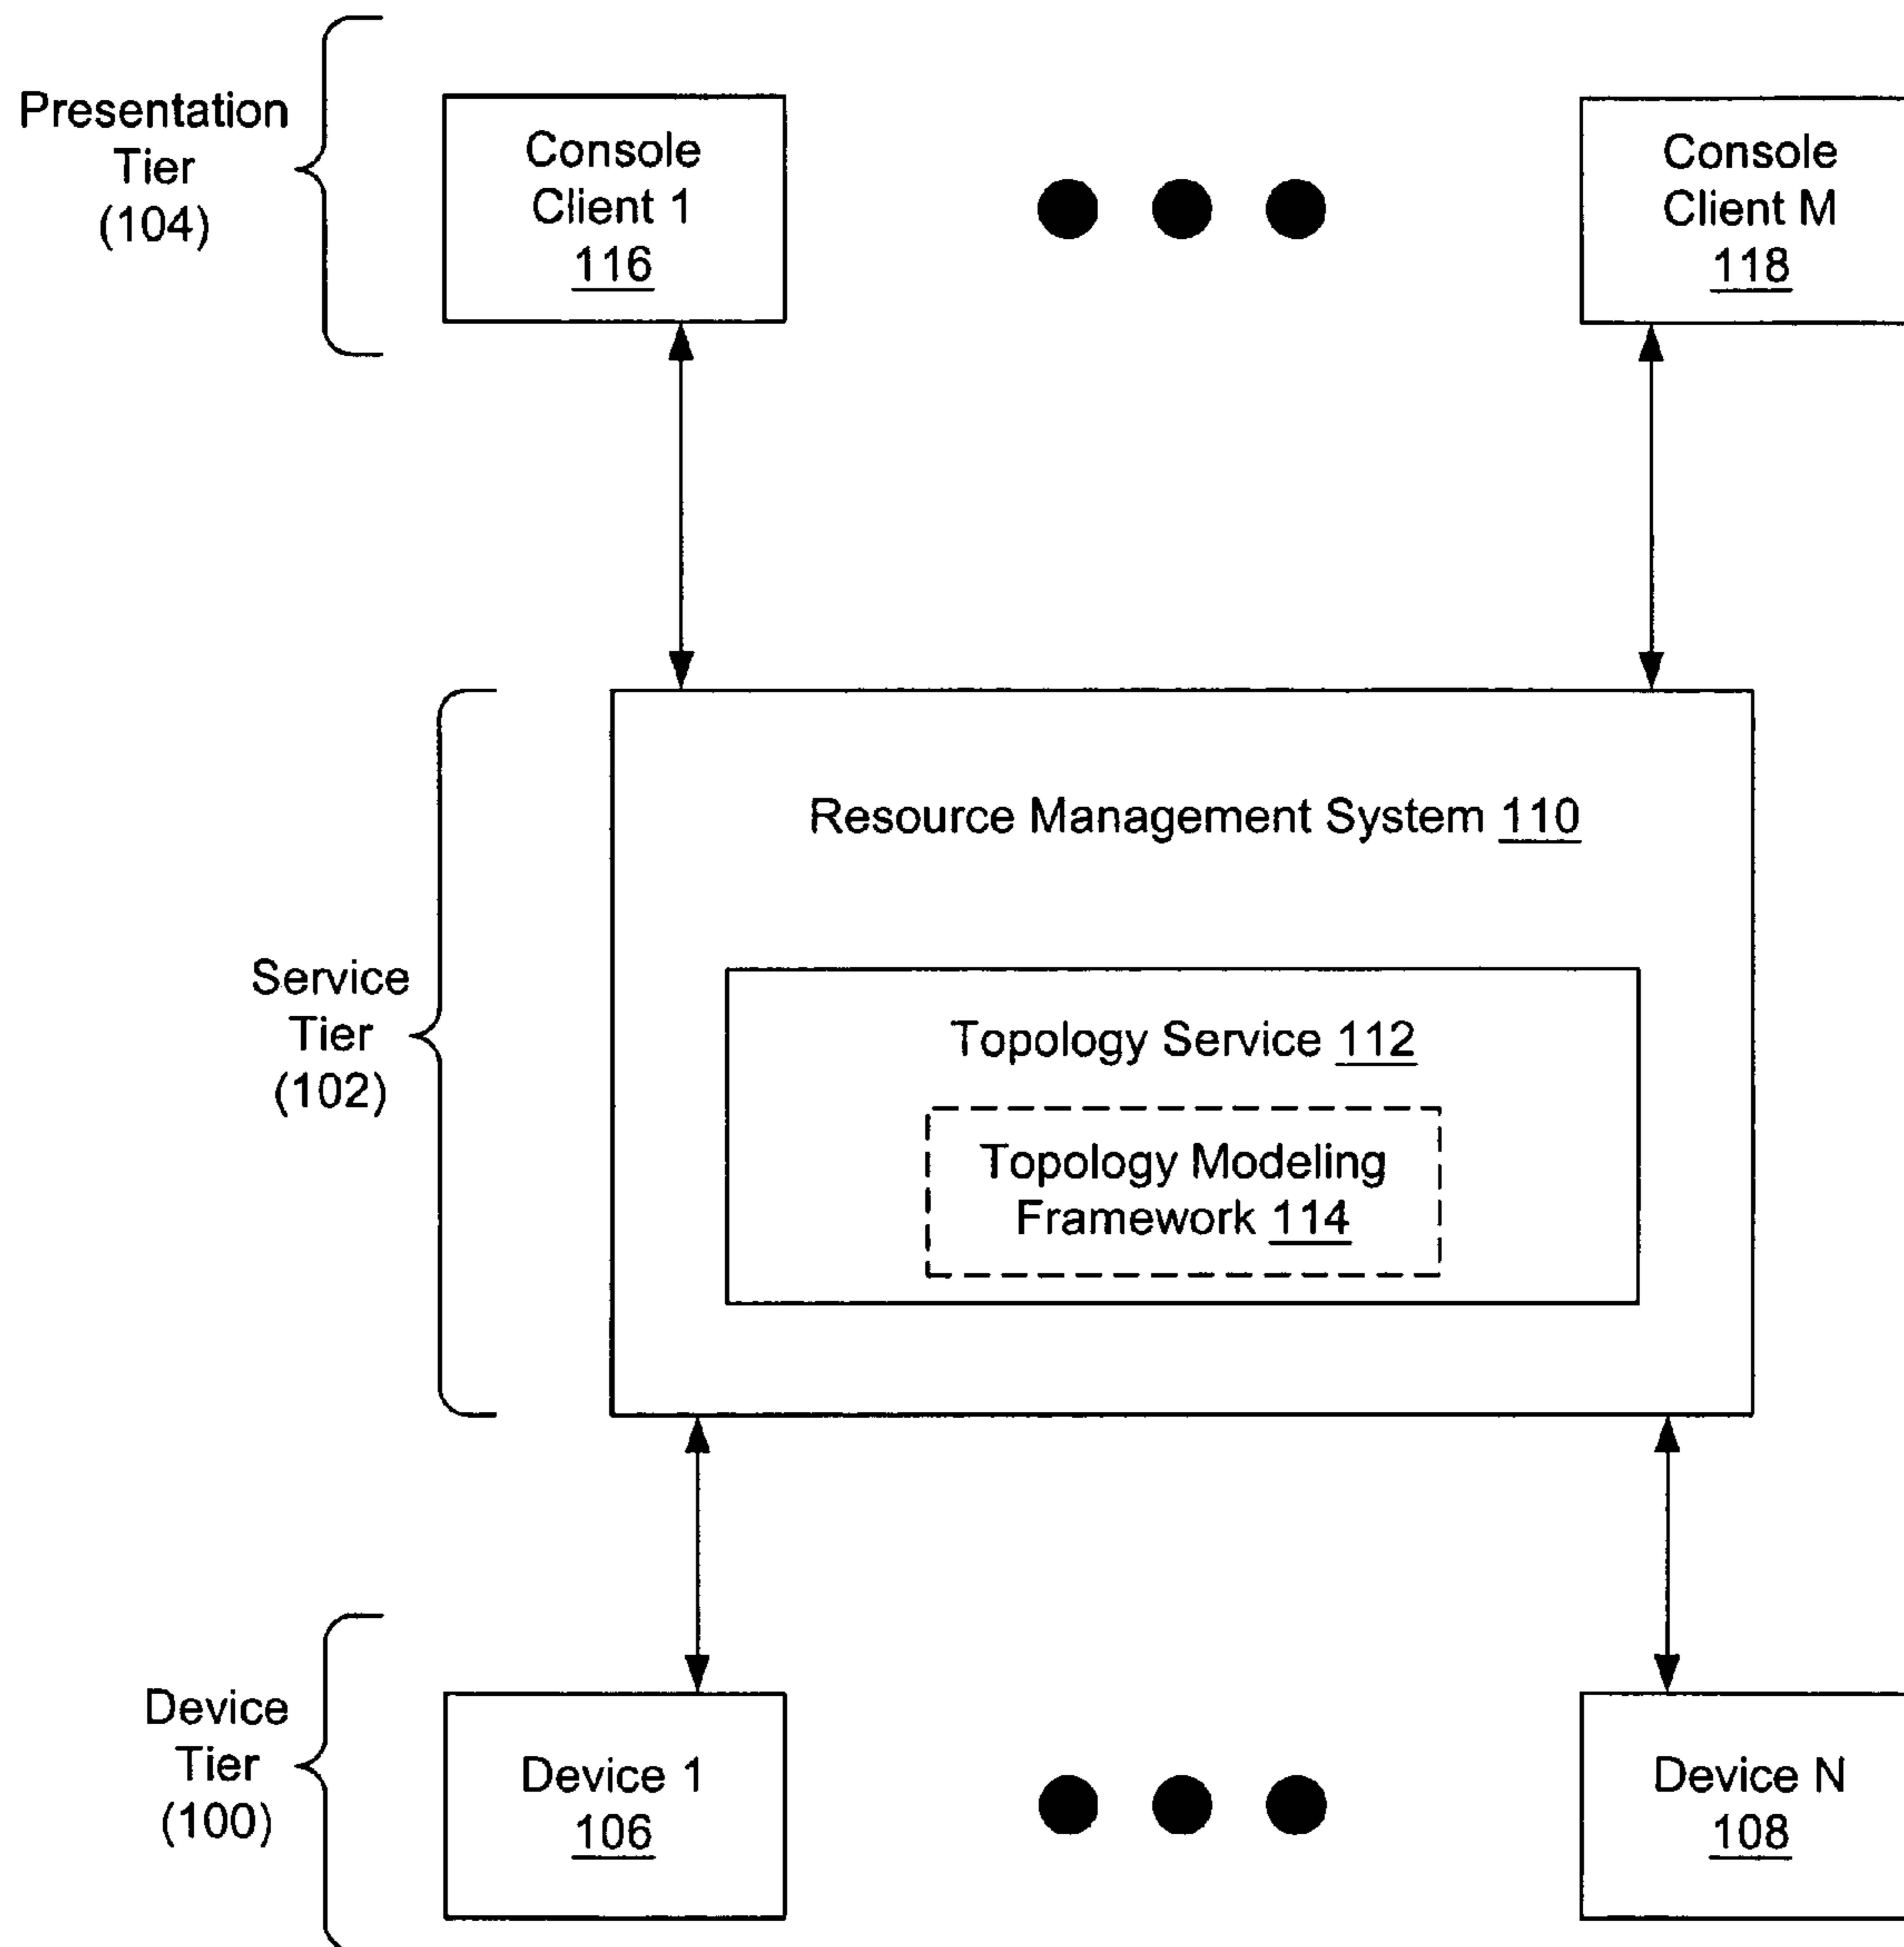 Presentation
Tier
(104)
Console
Client 1
116
Console
Client M
118
Service
Tier
(102)
Resource Management System 110
Topology Service 112
Topology Modeling
Framework 114
Device
Tier
(100)
Device 1
106
Device N
108